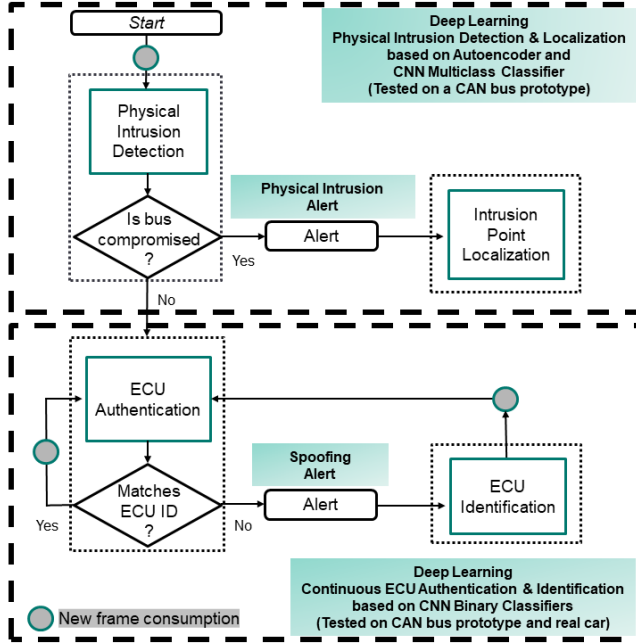 Start
Deep Learning
Physical Intrusion Detection & Localization
based on Autoencoder and
CNN Multiclass Classifier
(Tested on a CAN bus prototype)
Physical
Intrusion
Detection
Physical Intrusion
Alert
Is bus
compromised
?
Yes
Alert
Intrusion
Point
Localization
No
ECU
Authentication
Spoofing
Alert
Matches
ECU ID
?
Yes
No
Alert
ECU
Identification
Deep Learning
Continuous ECU Authentication & Identification
based on CNN Binary Classifiers
(Tested on CAN bus prototype and real car)
New frame consumption